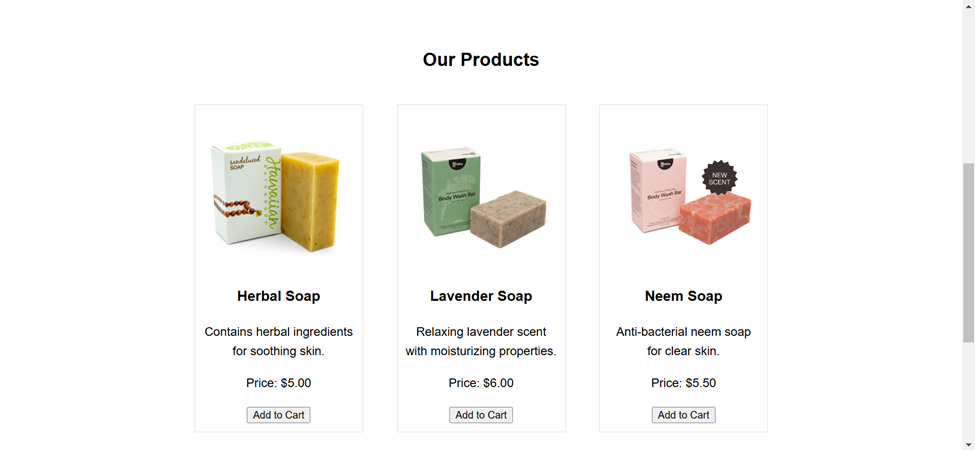 Our Products
sandalwood
SOAP
Hawaiian
Body Wash Bar
Body Wash Bar
NEW
SCENT
Herbal Soap
Lavender Soap
Neem Soap
Contains herbal ingredients
for soothing skin.
Relaxing lavender scent
with moisturizing properties.
Anti-bacterial neem soap
for clear skin.
Price: $5.00
Price: $6.00
Price: $5.50
Add to Cart
Add to Cart
Add to Cart